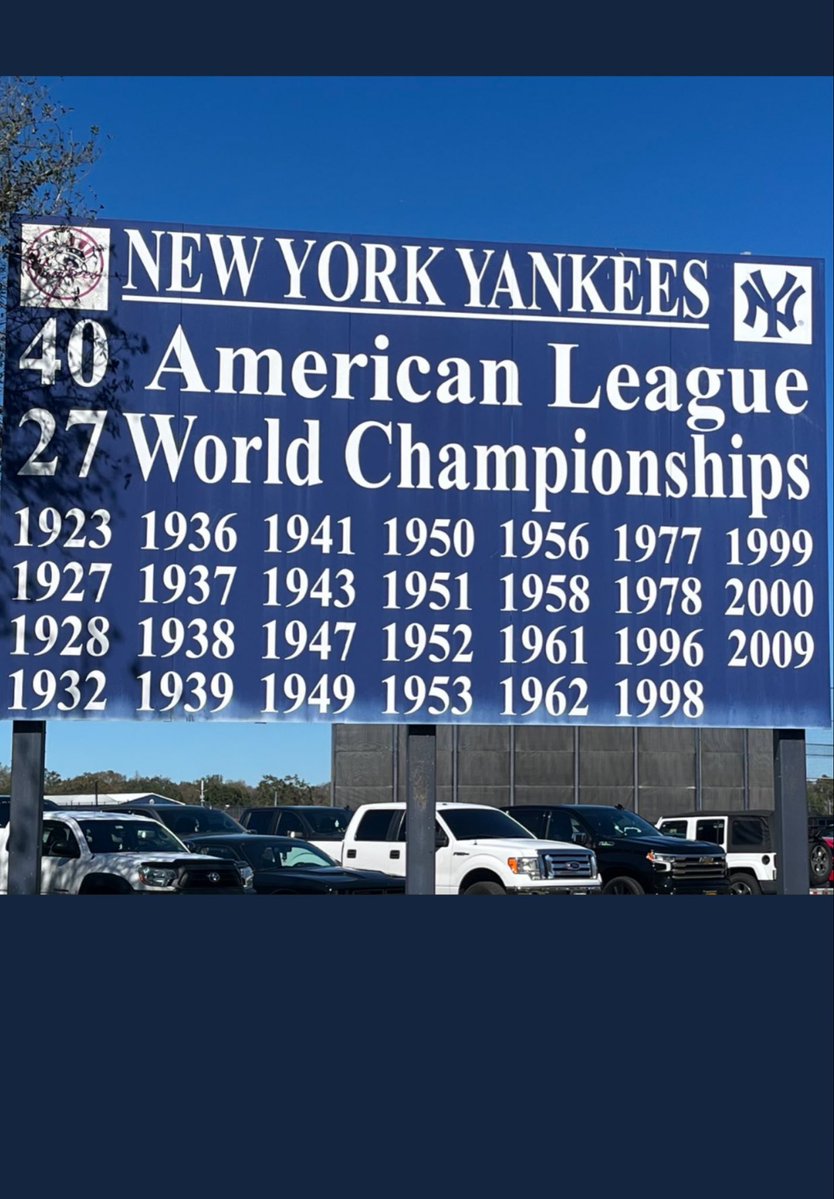 NEW YORK YANKEES
NY
40 American League
27 World Championships
1923 1936 1941 1950 1956 1977 1999
1927 1937 1943 1951 1958 1978 2000
1928 1938 1947 1952 1961 1996 2009
1932 1939 1949 1953 1962 1998